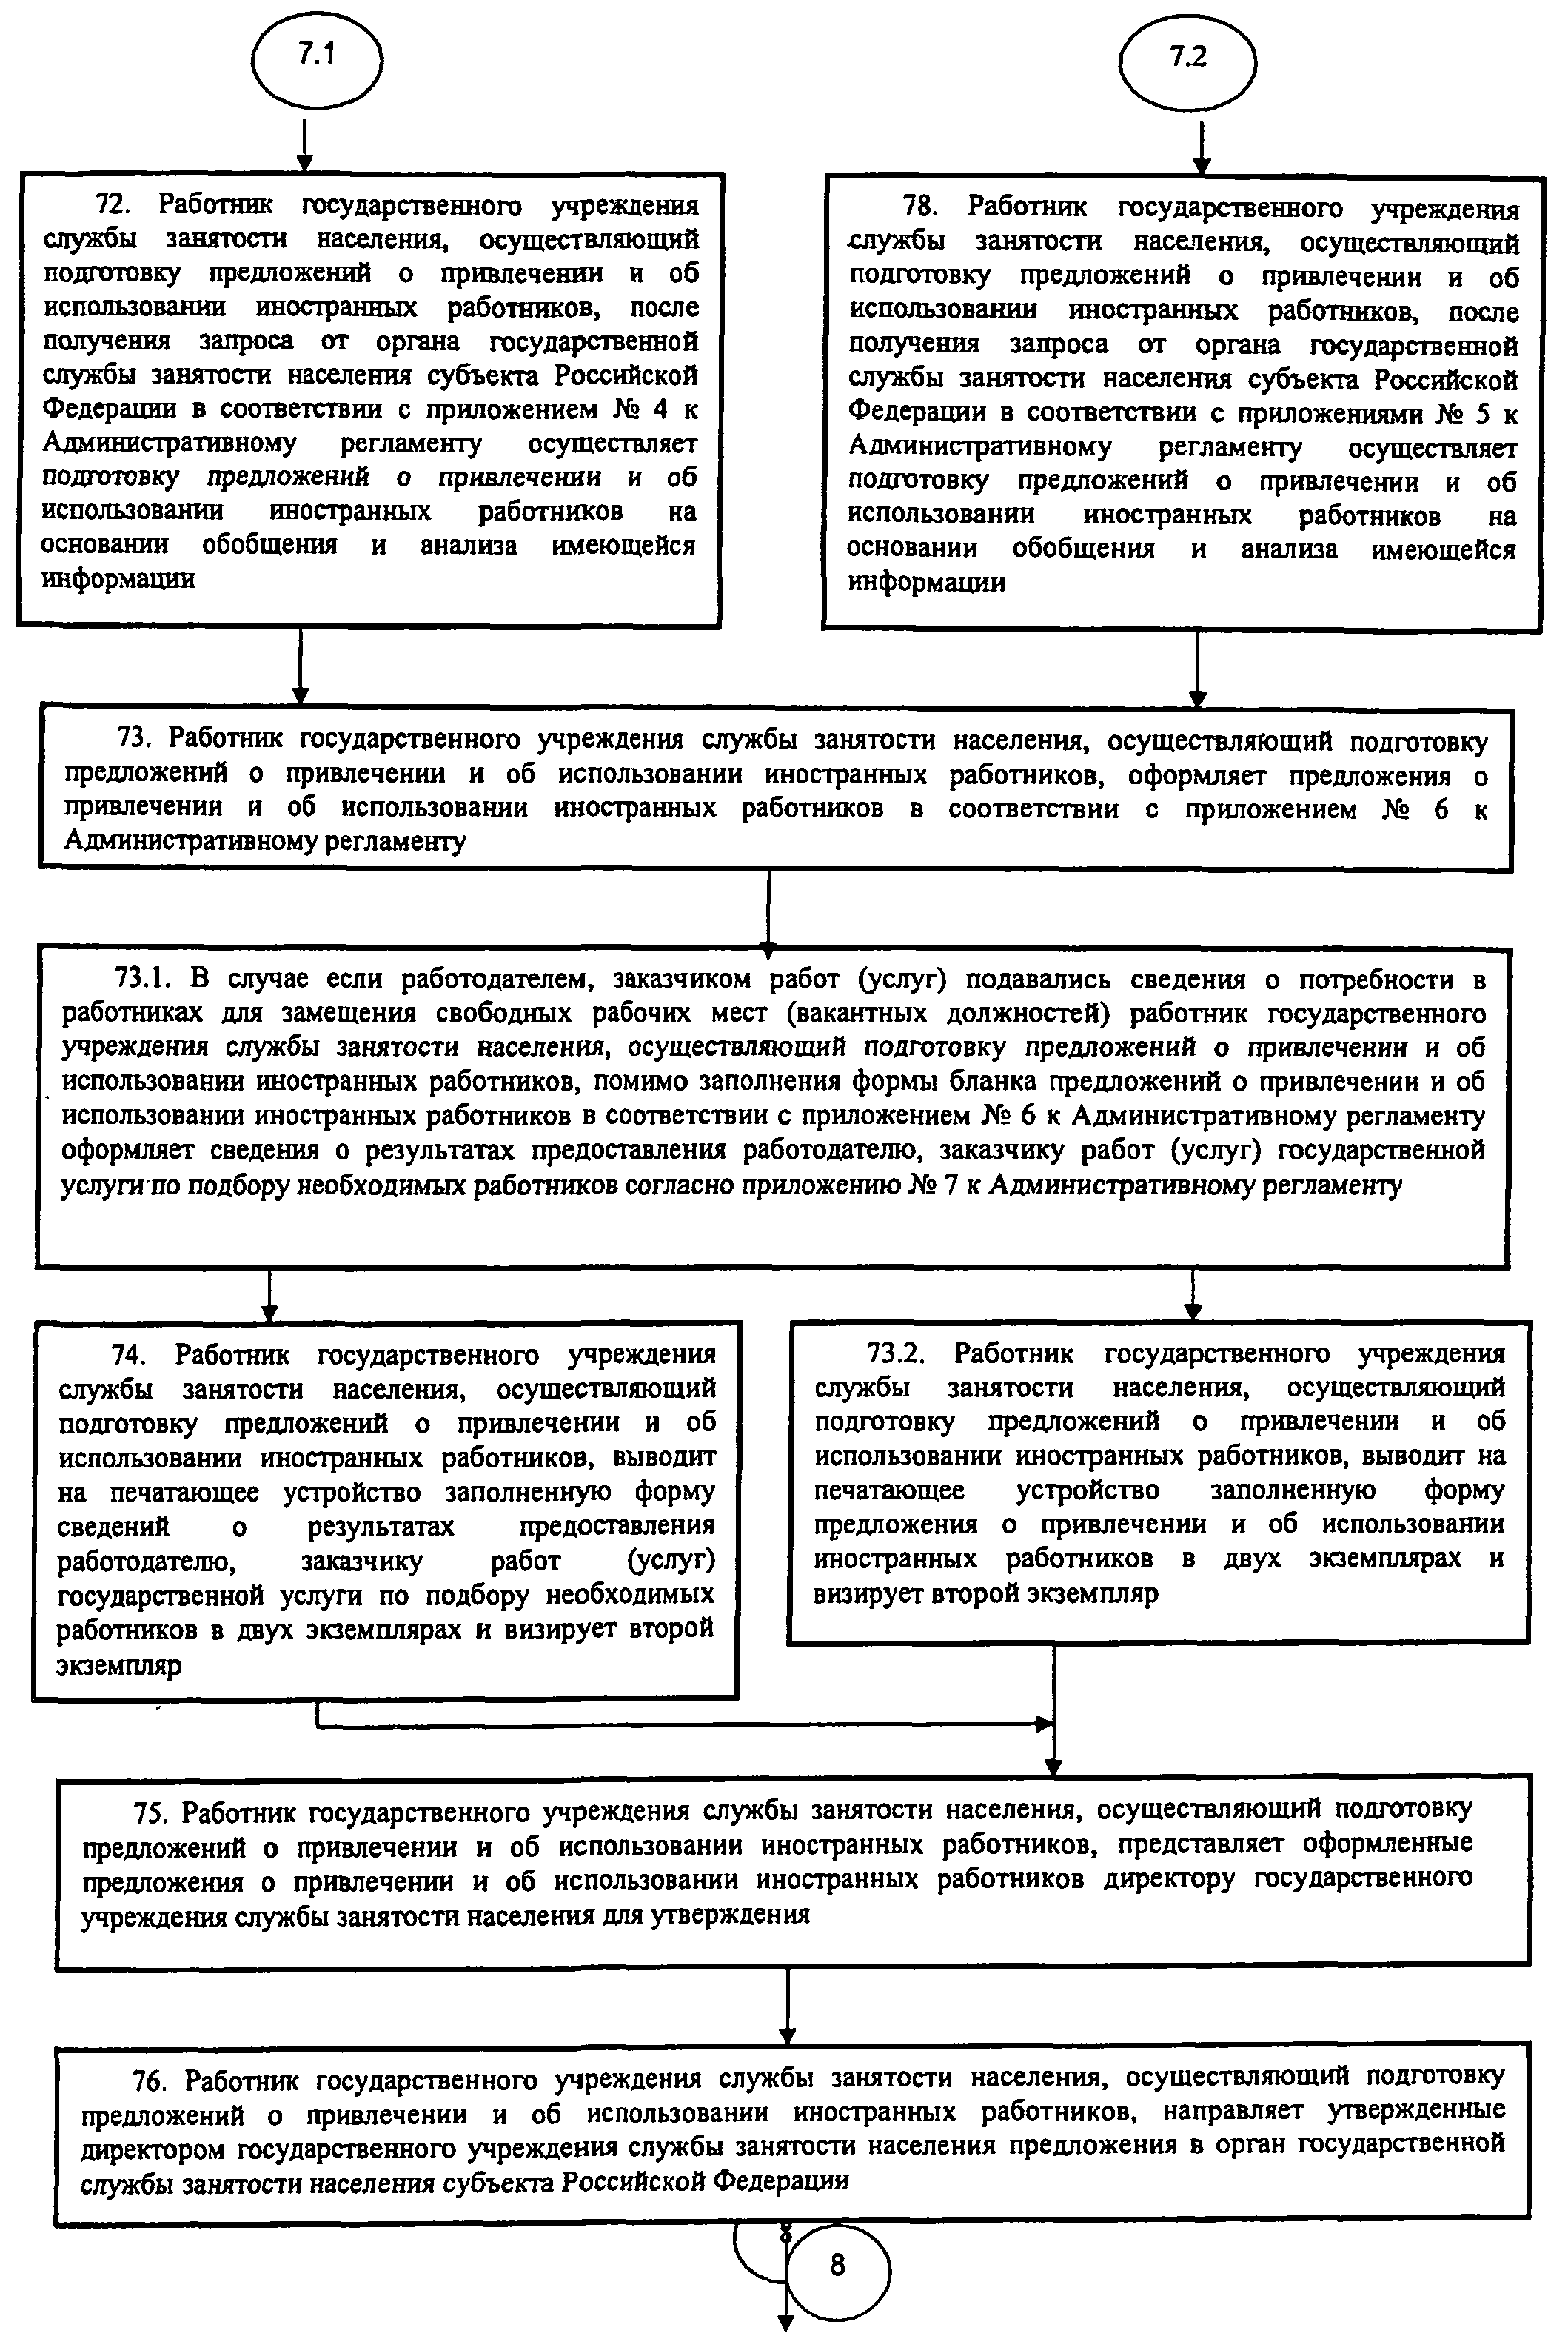 7.1
7.2
72. Работник государственного учреждения
службы занятости населения, осуществляющий
подготовку предложений о привлечении и об
использовании иностранных работников, после
получения запроса от органа государственной
службы занятости населения субъекта Российской
Федерации в соответствии с приложением № 4 к
Административному регламенту осуществляет
подготовку предложений о привлечении и об
использовании иностранных работников на
основании обобщения и анализа имеющейся
информации
78. Работник государственного учреждения
службы занятости населения, осуществляющий
подготовку предложений о привлечении и об
использовании иностранных работников, после
получения запроса от органа государственной
службы занятости населения субъекта Российской
Федерации в соответствии с приложениями № 5 к
Административному регламенту осуществляет
подготовку предложений о привлечении и об
использовании иностранных работников на
основании обобщения и анализа имеющейся
информации
73. Работник государственного учреждения службы занятости населения, осуществляющий подготовку
предложений о привлечении и об использовании иностранных работников, оформляет предложения о
привлечении и об использовании иностранных работников в соответствии с приложением № 6 к
Административному регламенту
73.1. В случае если работодателем, заказчиком работ (услуг) подавались сведения о потребности в
работниках для замещения свободных рабочих мест (вакантных должностей) работник государственного
учреждения службы занятости населения, осуществляющий подготовку предложений о привлечении и об
использовании иностранных работников, помимо заполнения формы бланка предложений о привлечении и об
использовании иностранных работников в соответствии с приложением № 6 к Административному регламенту
оформляет сведения о результатах предоставления работодателю, заказчику работ (услуг) государственной
услуги по подбору необходимых работников согласно приложению № 7 к Административному регламенту
74. Работник государственного учреждения
службы занятости населения, осуществляющий
подготовку предложений о привлечении и об
использовании иностранных работников, выводит
на печатающее устройство заполненную форму
сведений о результатах предоставления
работодателю, заказчику работ (услуг)
государственной услуги по подбору необходимых
работников в двух экземплярах и визирует второй
экземпляр
73.2. Работник государственного учреждения
службы занятости населения, осуществляющий
подготовку предложений о привлечении и об
использовании иностранных работников, выводит на
печатающее устройство заполненную форму
предложения о привлечении и об использовании
иностранных работников в двух экземплярах и
визирует второй экземпляр
75. Работник государственного учреждения службы занятости населения, осуществляющий подготовку
предложений о привлечении и об использовании иностранных работников, представляет оформленные
предложения о привлечении и об использовании иностранных работников директору государственного
учреждения службы занятости населения для утверждения
76. Работник государственного учреждения службы занятости населения, осуществляющий подготовку
предложений о привлечении и об использовании иностранных работников, направляет утвержденные
директором государственного учреждения службы занятости населения предложения в орган государственной
службы занятости населения субъекта Российской Федерации
8